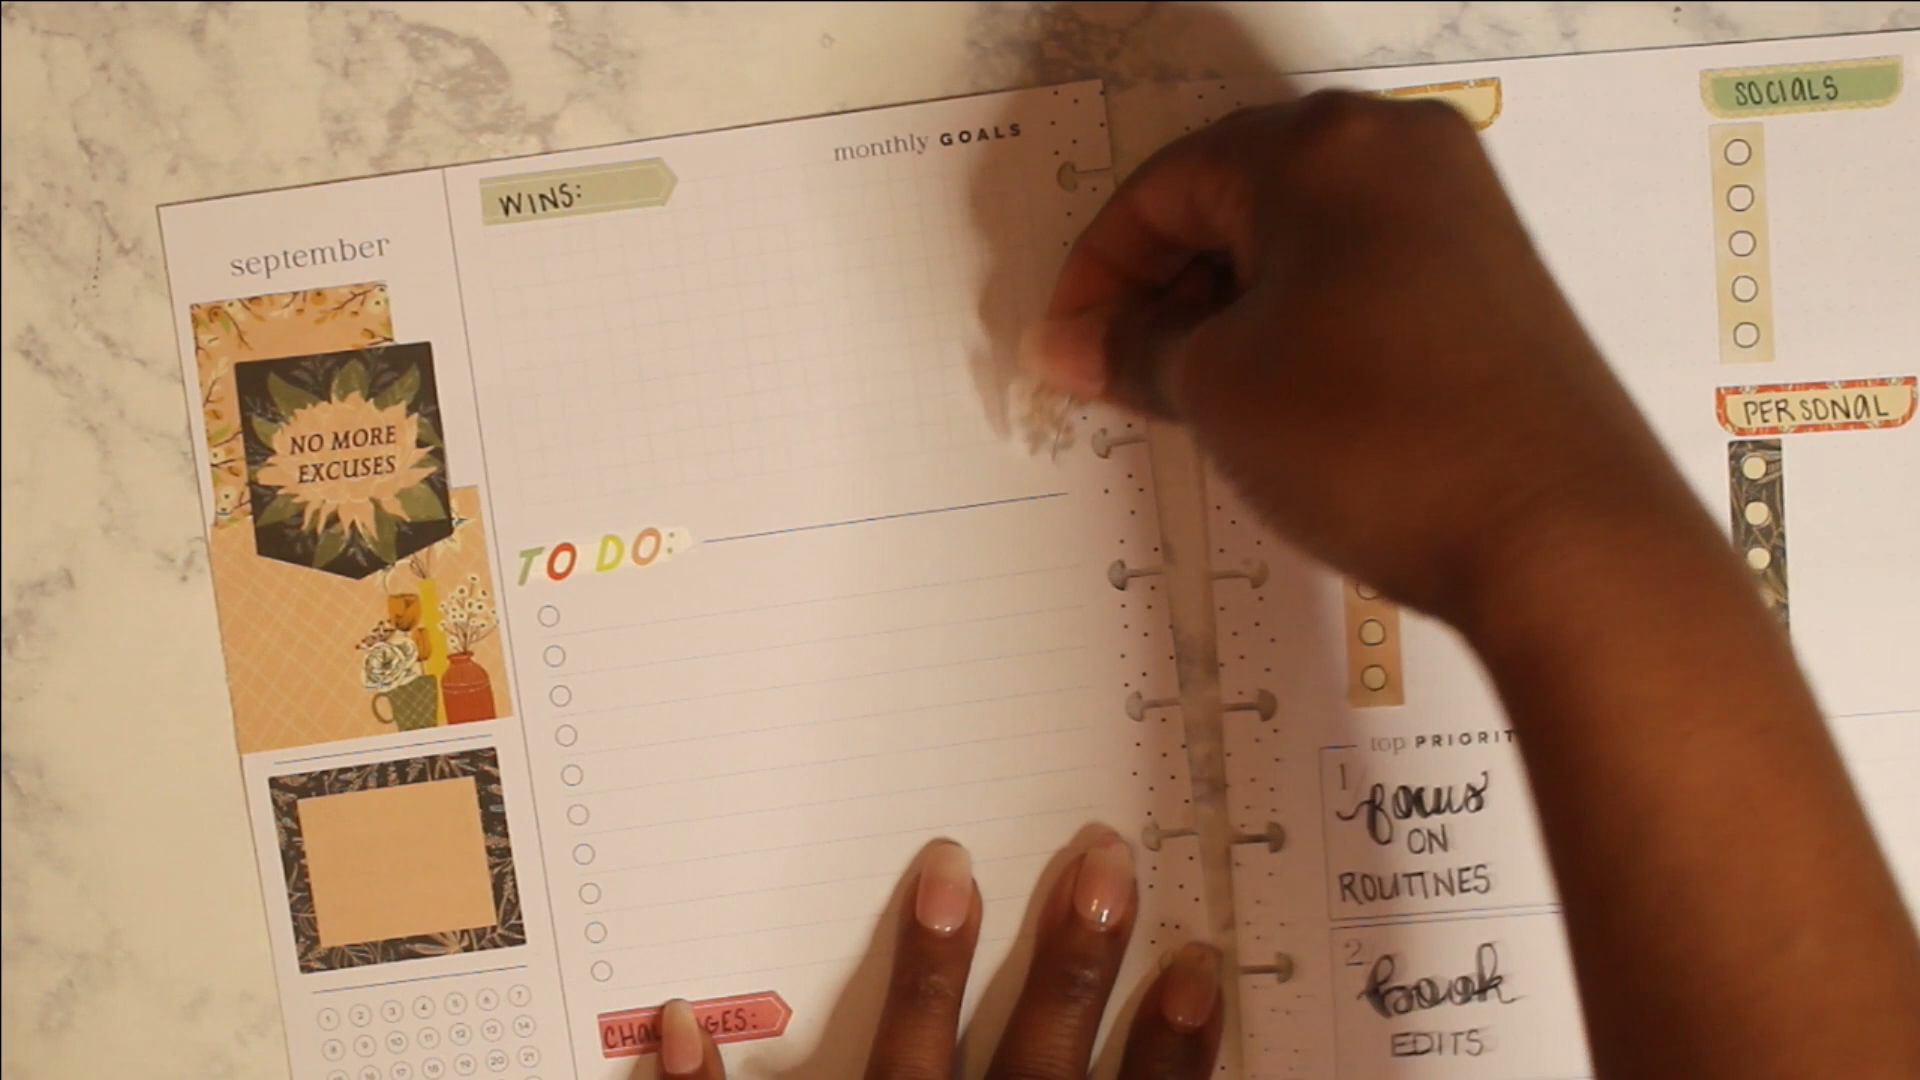 september
NO MORE
EXCUSES
1 2 3 4 5 6 7
8 9 10 11 12 13 14
15 16 17 18 19 20 21
monthly GOALS
WINS:
TO DO:
SOCIALS
PERSONAL
top
1
focus
ON
ROUTINES
2
book
EDITS